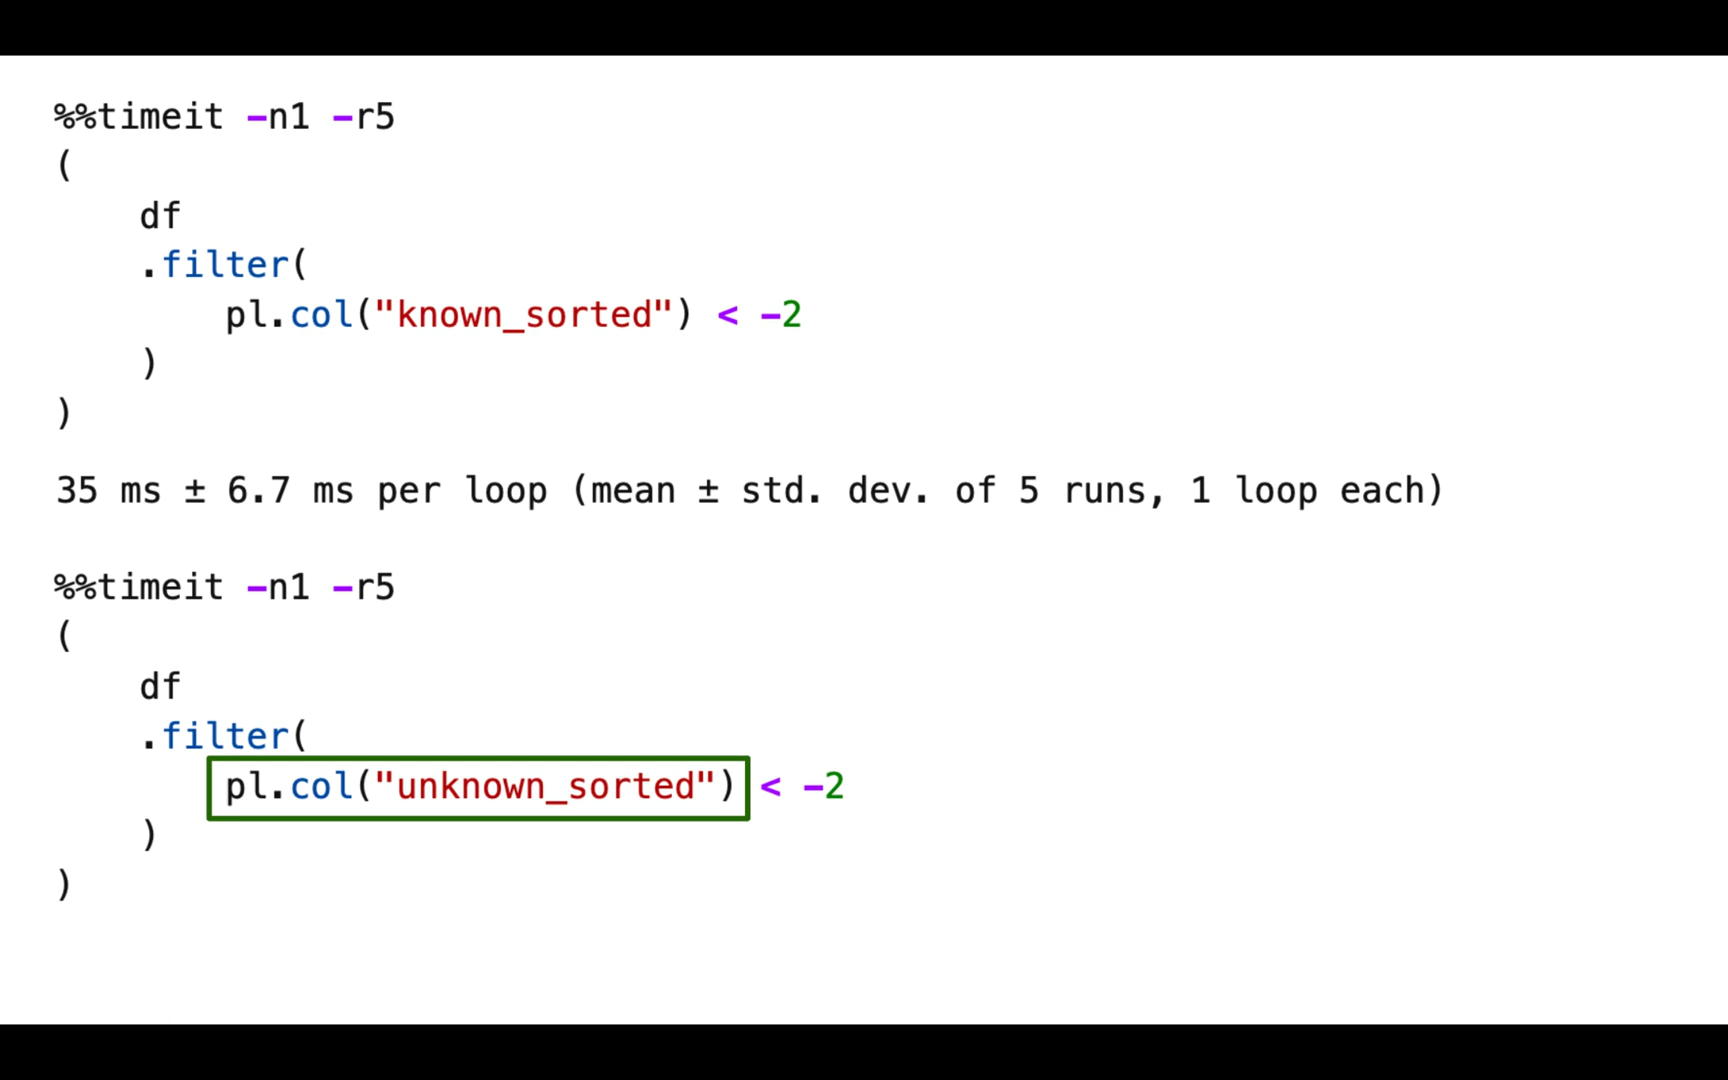 %%timeit -n1 -r5
(
    df
    .filter(
        pl.col("known_sorted") < -2
    )
)
35 ms ± 6.7 ms per loop (mean ± std. dev. of 5 runs, 1 loop each)
%%timeit -n1 -r5
(
    df
    .filter(
        pl.col("unknown_sorted") < -2
    )
)